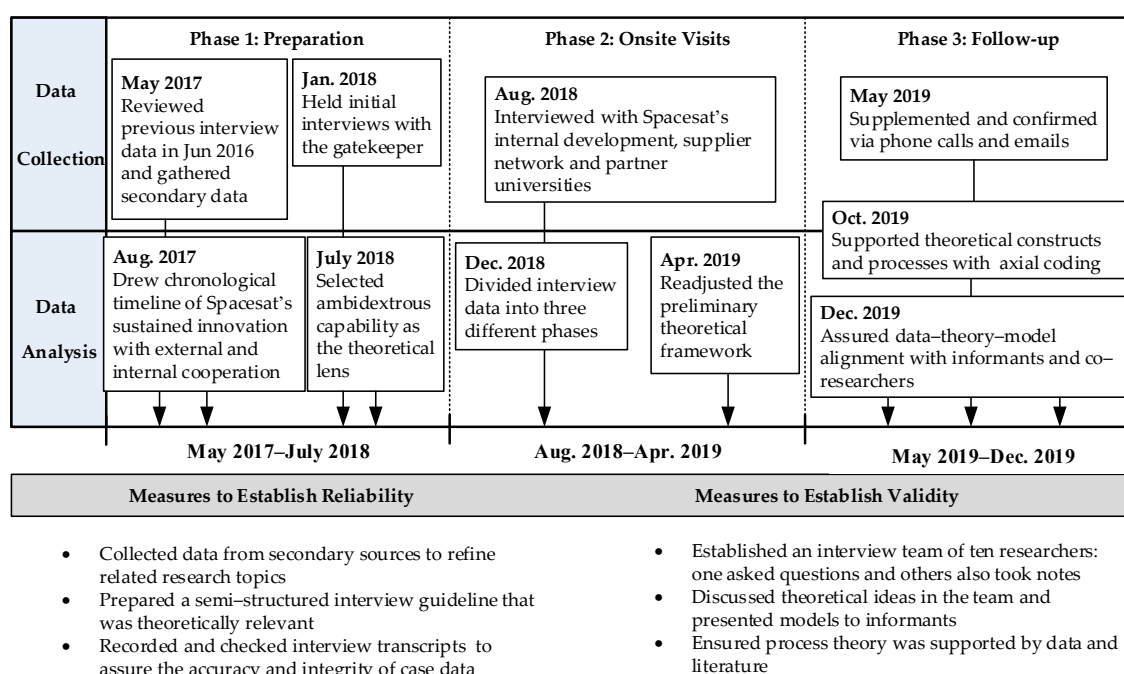 Phase 1: Preparation
Phase 2: Onsite Visits
Phase 3: Follow-up
Data
Collection
May 2017
Reviewed
previous interview
data in Jun 2016
and gathered
secondary data
Jan. 2018
Held initial
interviews with
the gatekeeper
Aug. 2018
Interviewed with Spacesat's
internal development, supplier
network and partner
universities
May 2019
Supplemented and confirmed
via phone calls and emails
Oct. 2019
Supported theoretical constructs
and processes with axial coding
Data
Analysis
Aug. 2017
Drew chronological
timeline of Spacesat's
sustained innovation
with external and
internal cooperation
July 2018
Selected
ambidextrous
capability as
the theoretical
lens
Dec. 2018
Divided interview
data into three
different phases
Apr. 2019
Readjusted the
preliminary
theoretical
framework
Dec. 2019
Assured data–theory–model
alignment with informants and co–
researchers
May 2017–July 2018
Aug. 2018–Apr. 2019
May 2019–Dec. 2019
Measures to Establish Reliability
• Collected data from secondary sources to refine
related research topics
• Prepared a semi–structured interview guideline that
was theoretically relevant
• Recorded and checked interview transcripts to
assure the accuracy and integrity of case data
Measures to Establish Validity
• Established an interview team of ten researchers:
one asked questions and others also took notes
• Discussed theoretical ideas in the team and
presented models to informants
• Ensured process theory was supported by data and
literature